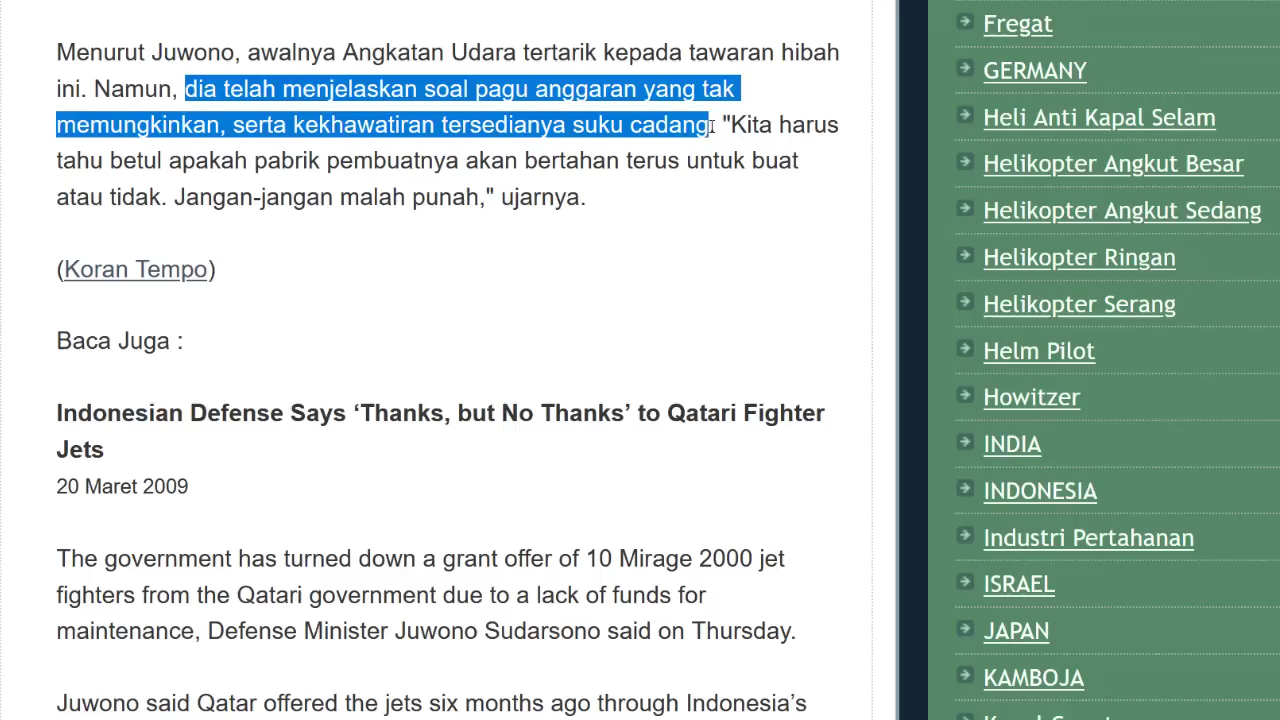 Menurut Juwono, awalnya Angkatan Udara tertarik kepada tawaran hibah
ini. Namun, dia telah menjelaskan soal pagu anggaran yang tak
memungkinkan, serta kekhawatiran tersedianya suku cadang. "Kita harus
tahu betul apakah pabrik pembuatnya akan bertahan terus untuk buat
atau tidak. Jangan-jangan malah punah," ujarnya.
(Koran Tempo)
Baca Juga :
Indonesian Defense Says ‘Thanks, but No Thanks’ to Qatari Fighter
Jets
20 Maret 2009
The government has turned down a grant offer of 10 Mirage 2000 jet
fighters from the Qatari government due to a lack of funds for
maintenance, Defense Minister Juwono Sudarsono said on Thursday.
Juwono said Qatar offered the jets six months ago through Indonesia’s
Fregat
GERMANY
Heli Anti Kapal Selam
Helikopter Angkut Besar
Helikopter Angkut Sedang
Helikopter Ringan
Helikopter Serang
Helm Pilot
Howitzer
INDIA
INDONESIA
Industri Pertahanan
ISRAEL
JAPAN
KAMBOJA